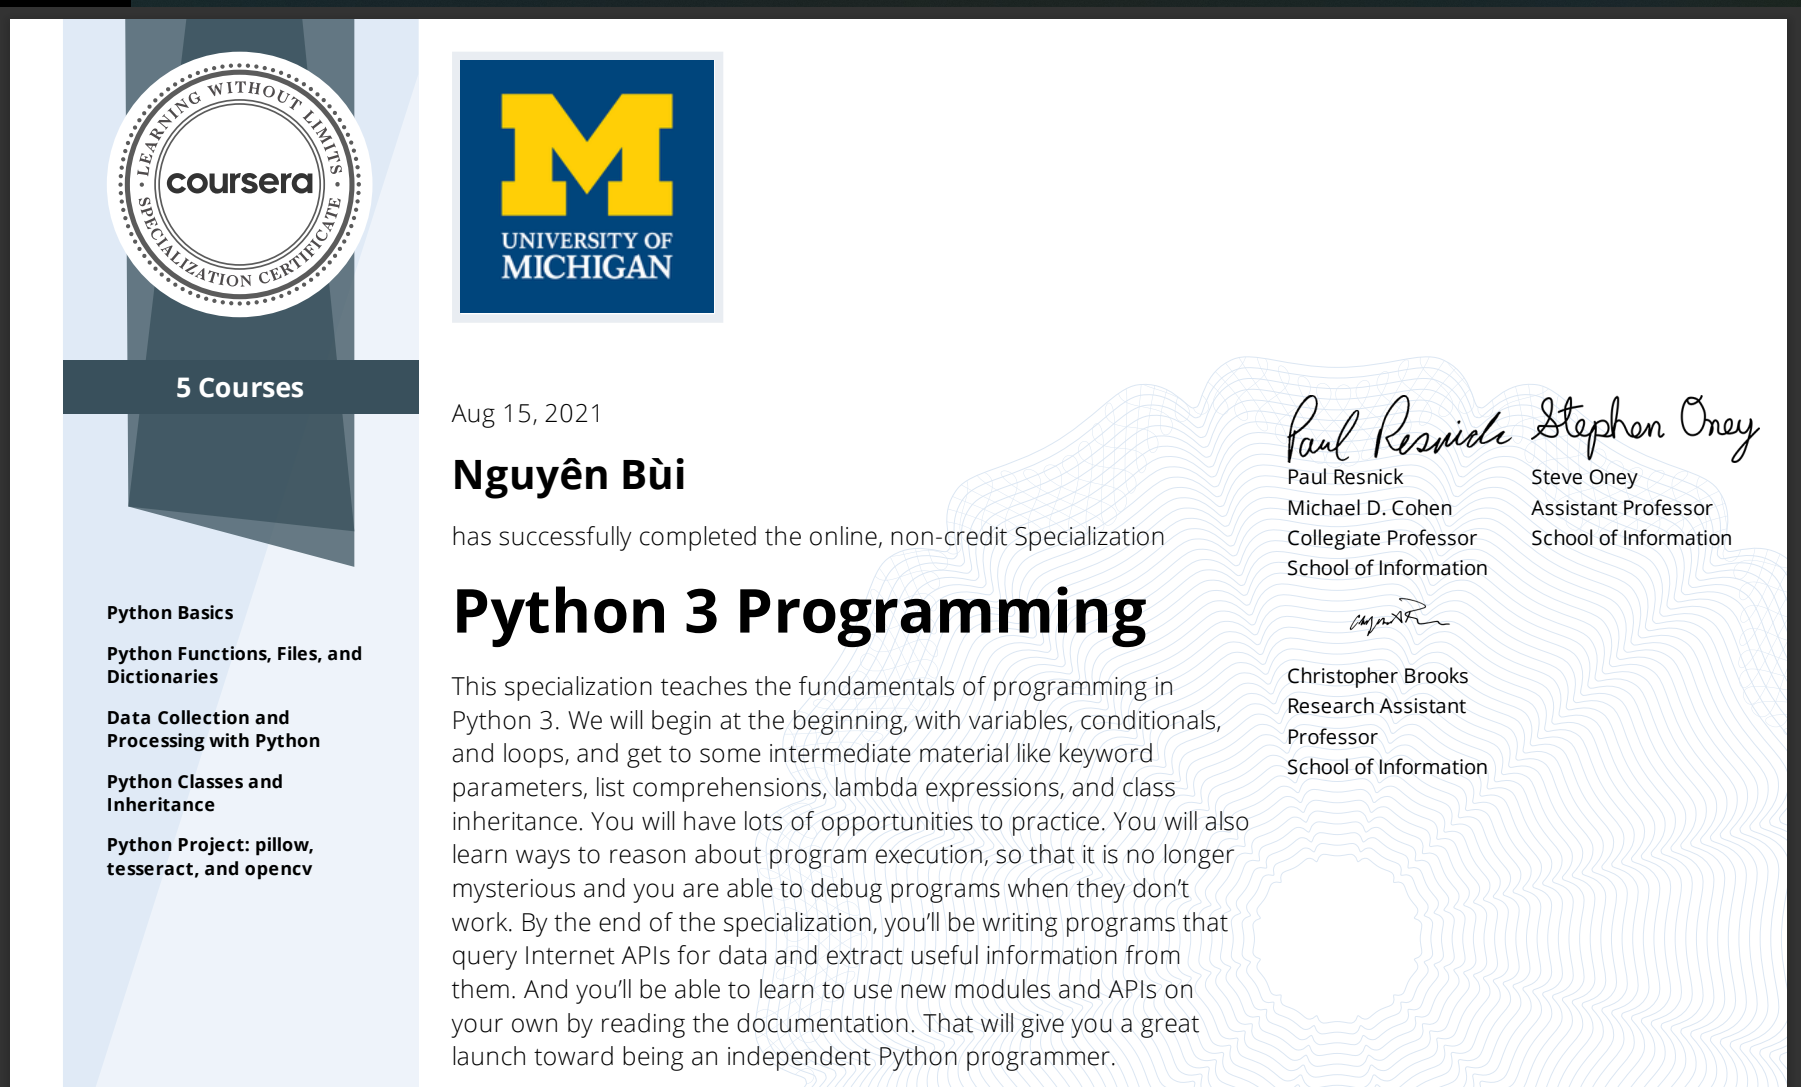 LEARNING WITHOUT LIMITS
coursera
SPECIALIZATION CERTIFICATE
5 Courses
Python Basics
Python Functions, Files, and
Dictionaries
Data Collection and
Processing with Python
Python Classes and
Inheritance
Python Project: pillow,
tesseract, and opencv
M
UNIVERSITY OF
MICHIGAN
Aug 15, 2021
Nguyên Bùi
has successfully completed the online, non-credit Specialization
Python 3 Programming
This specialization teaches the fundamentals of programming in
Python 3. We will begin at the beginning, with variables, conditionals,
and loops, and get to some intermediate material like keyword
parameters, list comprehensions, lambda expressions, and class
inheritance. You will have lots of opportunities to practice. You will also
learn ways to reason about program execution, so that it is no longer
mysterious and you are able to debug programs when they don’t
work. By the end of the specialization, you’ll be writing programs that
query Internet APIs for data and extract useful information from
them. And you’ll be able to learn to use new modules and APIs on
your own by reading the documentation. That will give you a great
launch toward being an independent Python programmer.
Paul Resnick
Paul Resnick
Michael D. Cohen
Collegiate Professor
School of Information
Stephen Oney
Steve Oney
Assistant Professor
School of Information
Christopher Brooks
Research Assistant
Professor
School of Information